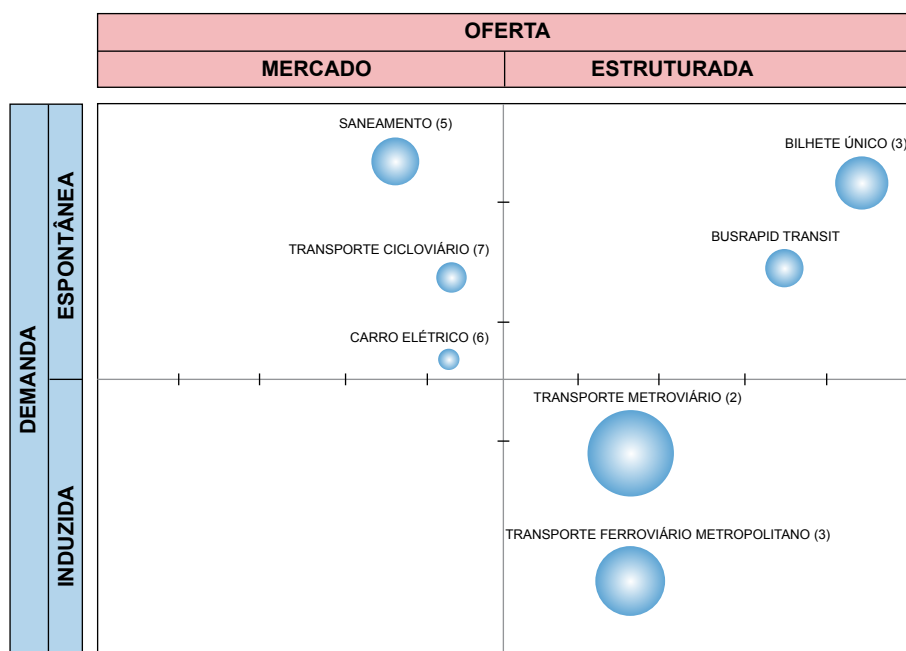 OFERTA
MERCADO
ESTRUTURADA
DEMANDA
ESPONTÂNEA
INDUZIDA
SANEAMENTO (5)
BILHETE ÚNICO (3)
TRANSPORTE CICLOVIÁRIO (7)
BUSRAPID TRANSIT
CARRO ELÉTRICO (6)
TRANSPORTE METROVIÁRIO (2)
TRANSPORTE FERROVIÁRIO METROPOLITANO (3)